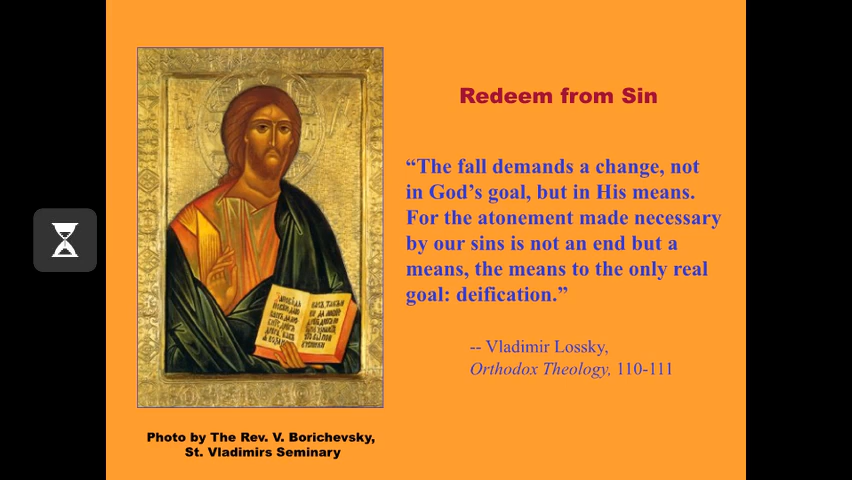 Redeem from Sin
“The fall demands a change, not
in God’s goal, but in His means.
For the atonement made necessary
by our sins is not an end but a
means, the means to the only real
goal: deification.”
-- Vladimir Lossky,
Orthodox Theology, 110-111
Photo by The Rev. V. Borichevsky,
St. Vladimirs Seminary